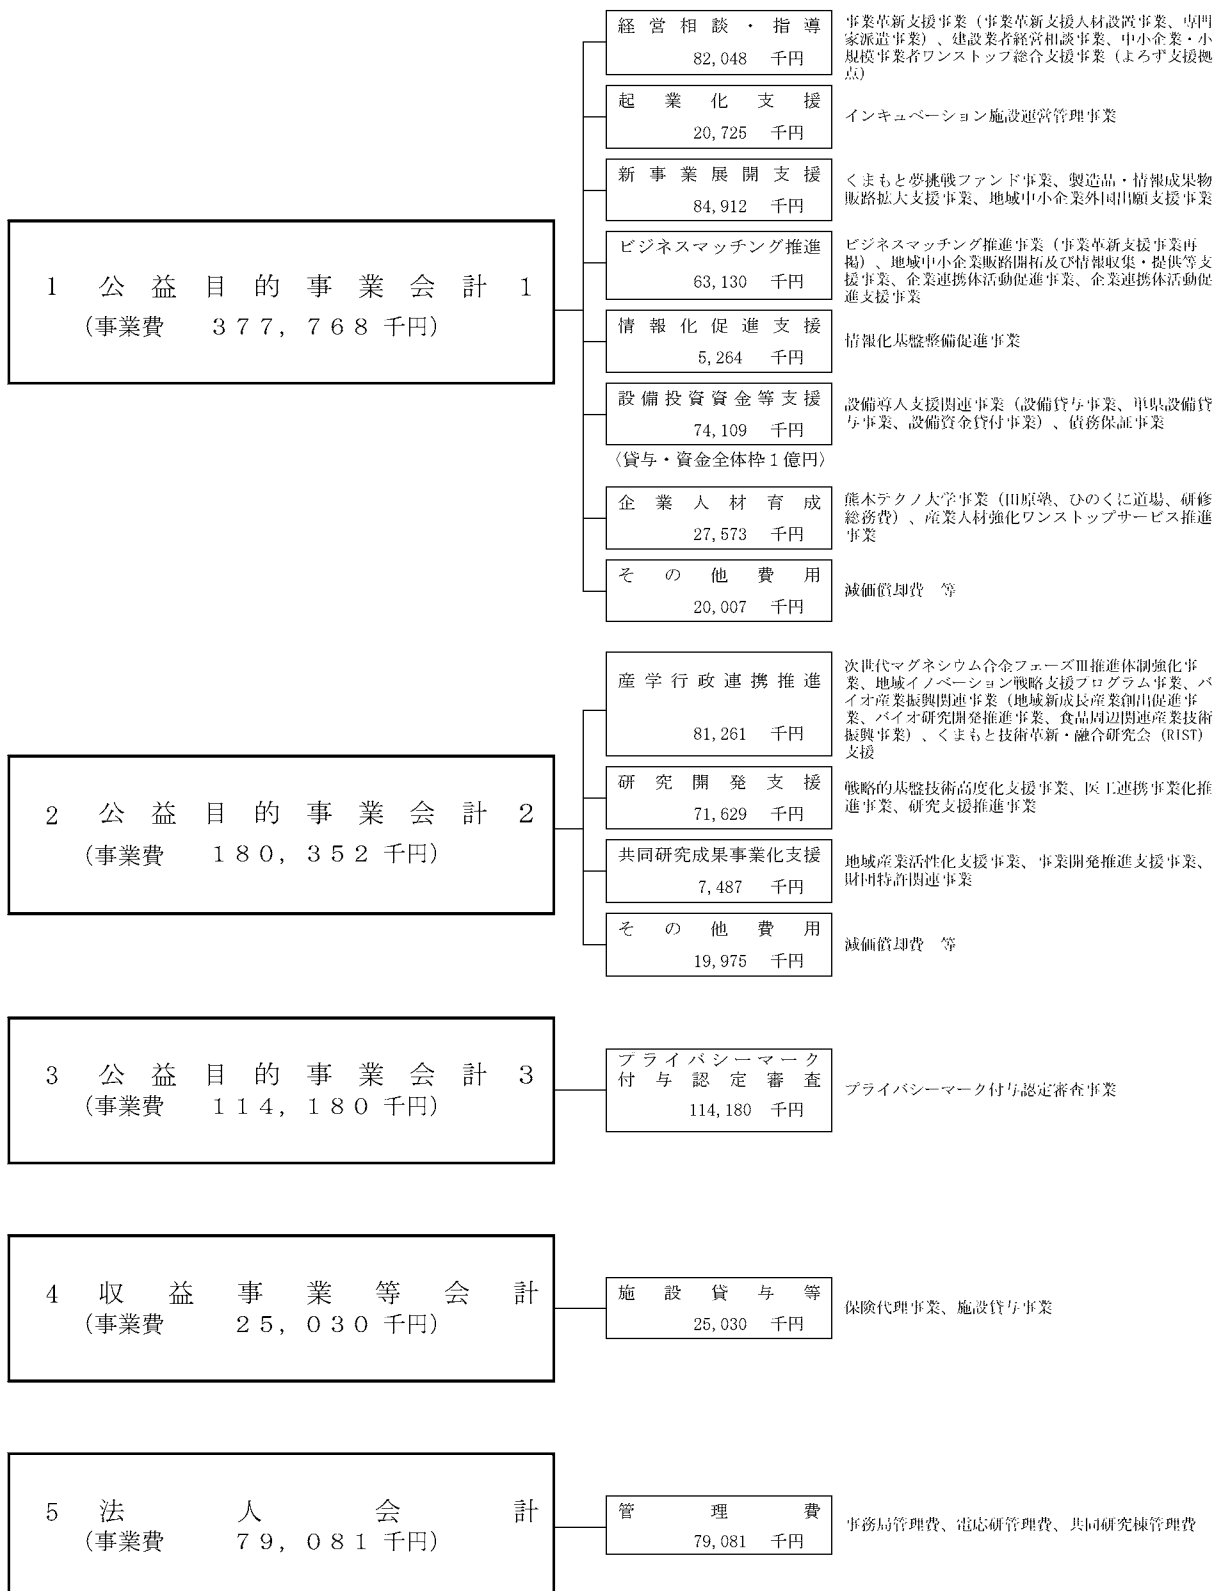 経営相談・指導
82,048 千円
事業革新支援事業（事業革新支援人材設置事業、専門
家派遣事業）、建設業者経営相談事業、中小企業・小
規模事業者ワンストップ総合支援事業（よろず支援拠
点）
起業化支援
20,725 千円
インキュベーション施設運営管理事業
新事業展開支援
84,912 千円
くまもと夢挑戦ファンド事業、製造品・情報成果物
販路拡大支援事業、地域中小企業外国出願支援事業
1 公益目的事業会計1
（事業費 377,768千円）
ビジネスマッチング推進
63,130 千円
ビジネスマッチング推進事業（事業革新支援事業再
掲）、地域中小企業販路開拓及び情報収集・提供等支
援事業、企業連携体活動促進事業、企業連携体活動促
進支援事業
情報化促進支援
5,264 千円
情報化基盤整備促進事業
設備投資資金等支援
74,109 千円
〈貸与・資金全体枠1億円〉
設備導入支援関連事業（設備貸与事業、単県設備貸
与事業、設備資金貸付事業）、債務保証事業
企業人材育成
27,573 千円
熊本テクノ大学事業（田原塾、ひのくに道場、研修
総務費）、産業人材強化ワンストップサービス推進
事業
その他費用
20,007 千円
減価償却費 等
産学行政連携推進
81,261 千円
次世代マグネシウム合金フェーズⅢ推進体制強化事
業、地域イノベーション戦略支援プログラム事業、バ
イオ産業振興関連事業（地域新成長産業創出促進事
業、バイオ研究開発推進事業、食品周辺関連産業技術
振興事業）、くまもと技術革新・融合研究会（RIST）
支援
2 公益目的事業会計2
（事業費 180,352千円）
研究開発支援
71,629 千円
戦略的基盤技術高度化支援事業、医工連携事業化推
進事業、研究支援推進事業
共同研究成果事業化支援
7,487 千円
地域産業活性化支援事業、事業開発推進支援事業、
財団特許関連事業
その他費用
19,975 千円
減価償却費 等
3 公益目的事業会計3
（事業費 114,180千円）
プライバシーマーク
付与認定審査
114,180 千円
プライバシーマーク付与認定審査事業
4 収益事業等会計
（事業費 25,030千円）
施設貸与等
25,030 千円
保険代理事業、施設貸与事業
5 法人会計
（事業費 79,081千円）
管理費
79,081 千円
事務局管理費、電応研管理費、共同研究棟管理費